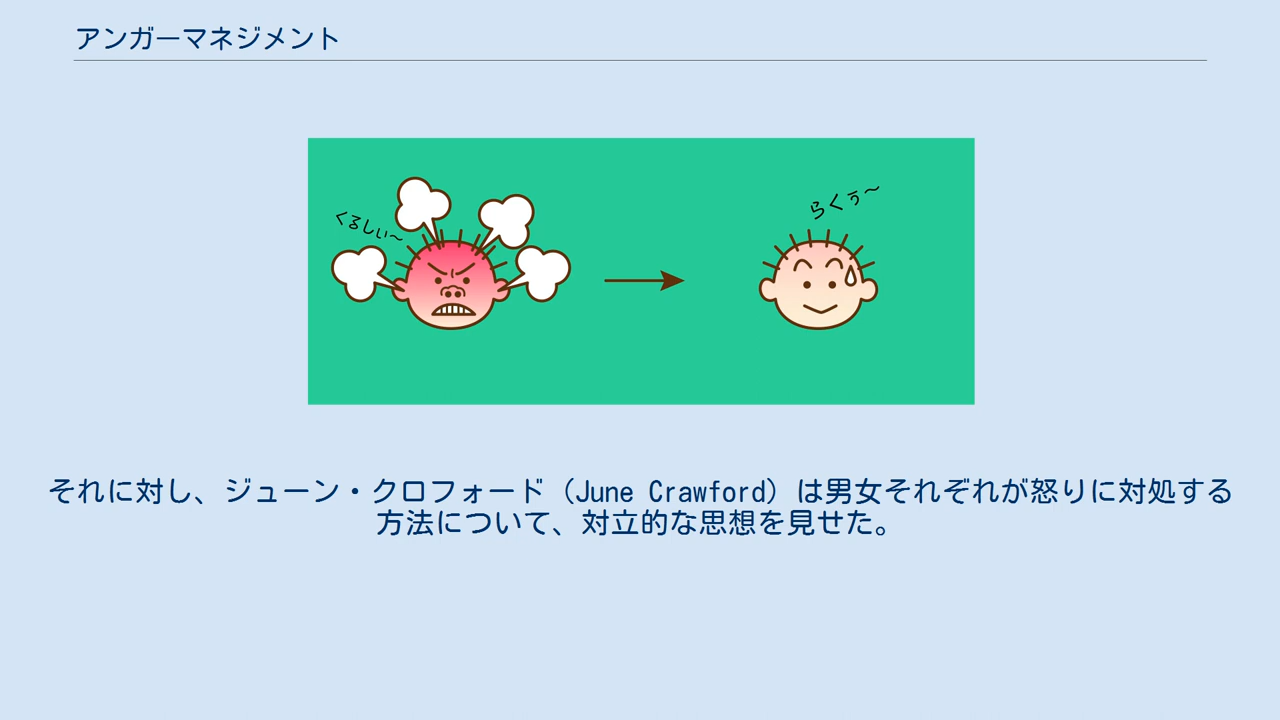 アンガーマネジメント
くるしぃ～
らくぅ～
それに対し、ジューン・クロフォード（June Crawford）は男女それぞれが怒りに対処する
方法について、対立的な思想を見せた。